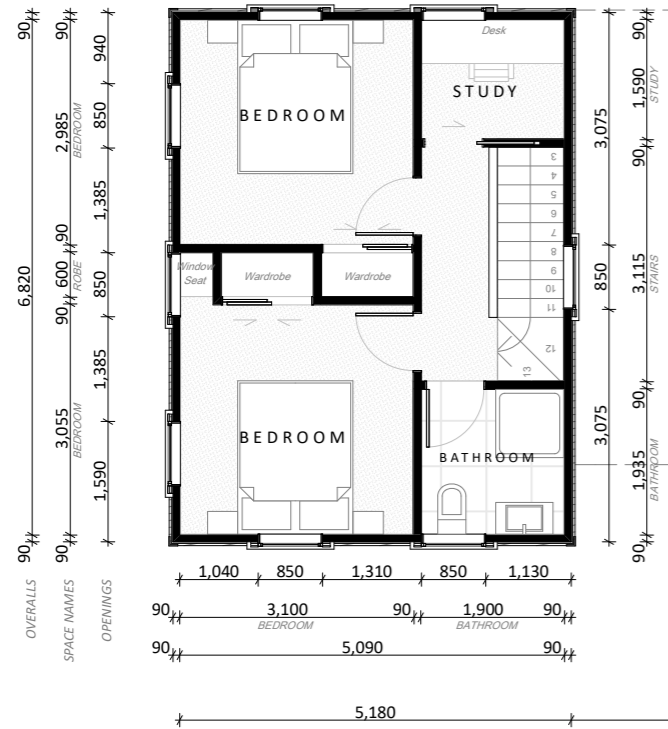 90
6,820
90
OVERALLS
90
2,985
BEDROOM
90
600
ROBE
90
3,055
BEDROOM
90
SPACE NAMES
940
850
1,385
850
1,385
1,590
OPENINGS
BEDROOM
Desk
STUDY
3
4
5
6
7
8
9
10
11
12
13
Window
Seat
Wardrobe
Wardrobe
BEDROOM
BATHROOM
3,075
850
3,075
90
1,590
STUDY
90
3,115
STAIRS
90
1,935
BATHROOM
90
1,040 850 1,310 850 1,130
90 3,100 90 1,900 90
BEDROOM BATHROOM
90 5,090 90
5,180